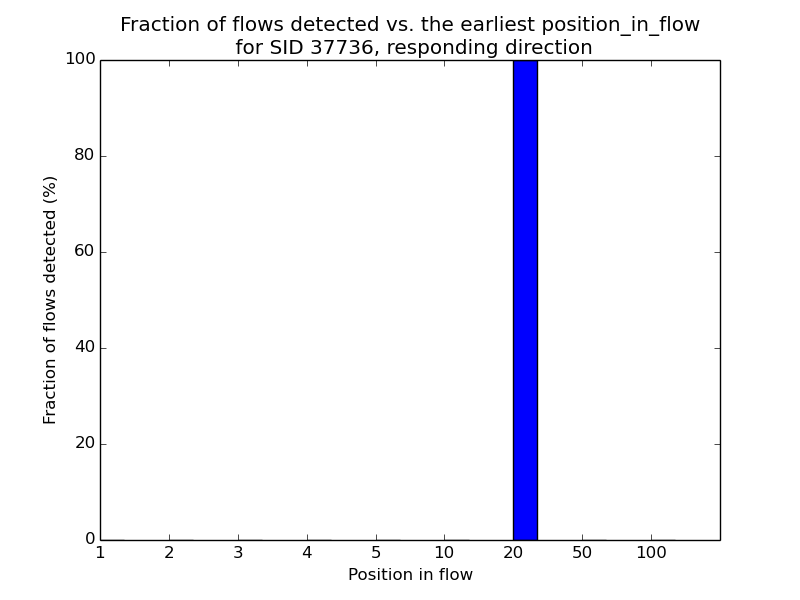 Fraction of flows detected vs. the earliest position_in_flow
for SID 37736, responding direction
100
80
60
40
20
0
Fraction of flows detected (%)
1 2 3 4 5 10 20 50 100
Position in flow